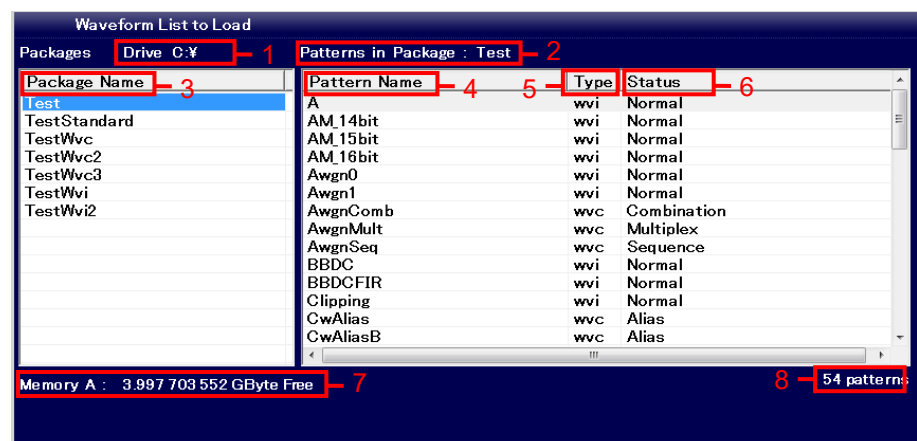 Waveform List to Load
Packages Drive C:¥ 1 Patterns in Package : Test 2
Package Name 3 Pattern Name 4 5 Type Status 6
Test A wvi Normal
TestStandard AM_14bit wvi Normal
TestWvc AM_15bit wvi Normal
TestWvc2 AM_16bit wvi Normal
TestWvc3 Awgn0 wvi Normal
TestWvi Awgn1 wvi Normal
TestWvi2 AwgnComb wvc Combination
AwgnMult wvc Multiplex
AwgnSeq wvc Sequence
BBDC wvi Normal
BBDCFIR wvi Normal
Clipping wvi Normal
CwAlias wvc Alias
CwAliasB wvc Alias
Memory A : 3.997 703 552 GByte Free 7 8 54 patterns